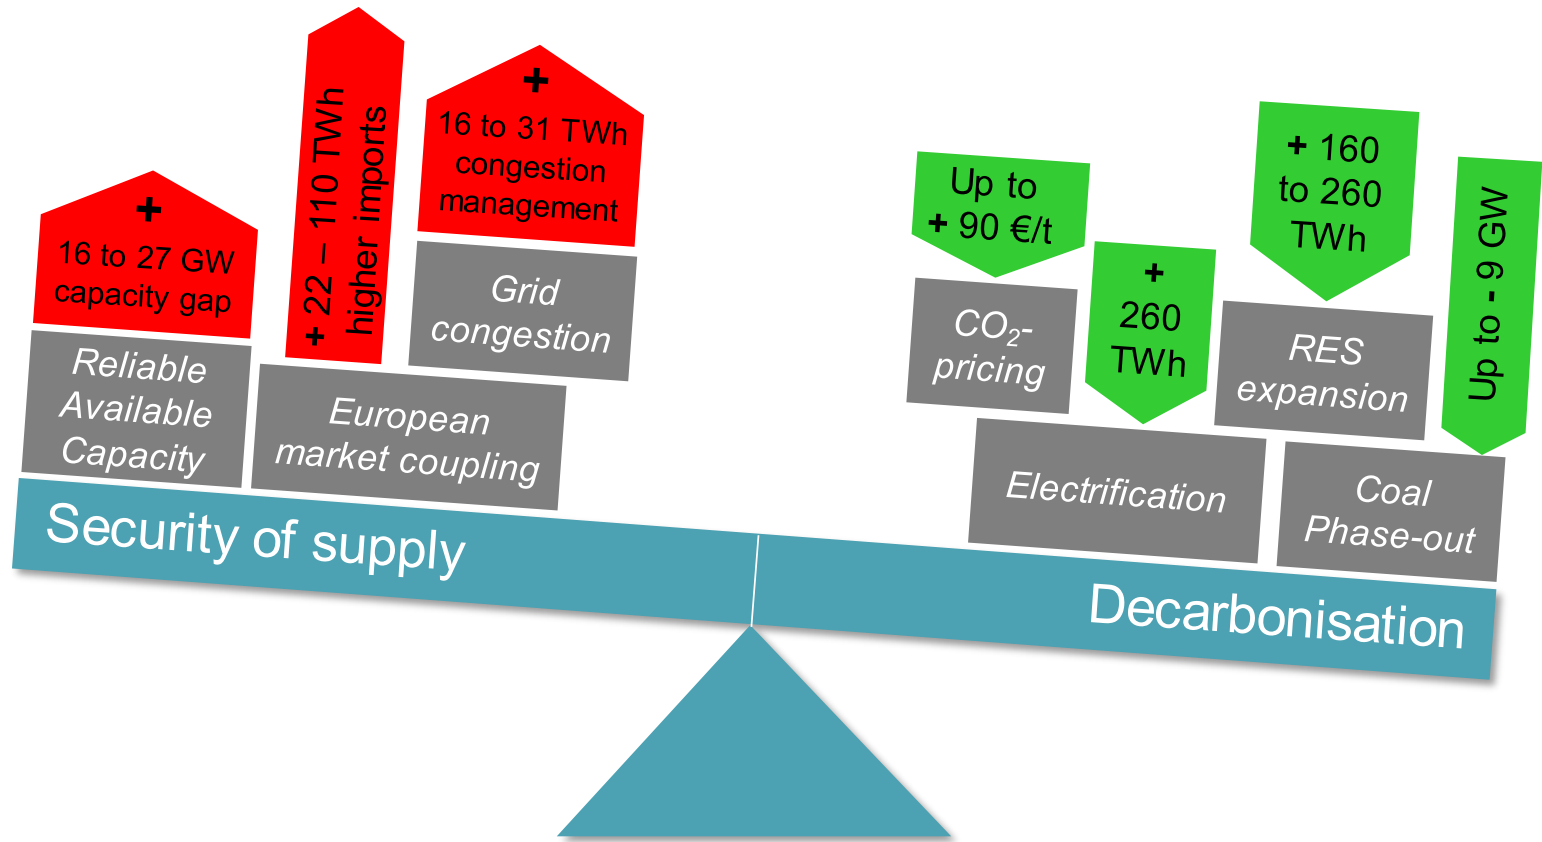 +
16 to 27 GW
capacity gap
Reliable
Available
Capacity
+ 22 – 110 TWh
higher imports
European
market coupling
+
16 to 31 TWh
congestion
management
Grid
congestion
Security of supply
Up to
+ 90 €/t
CO₂-
pricing
+
260
TWh
Electrification
+ 160
to 260
TWh
RES
expansion
Up to - 9 GW
Coal
Phase-out
Decarbonisation